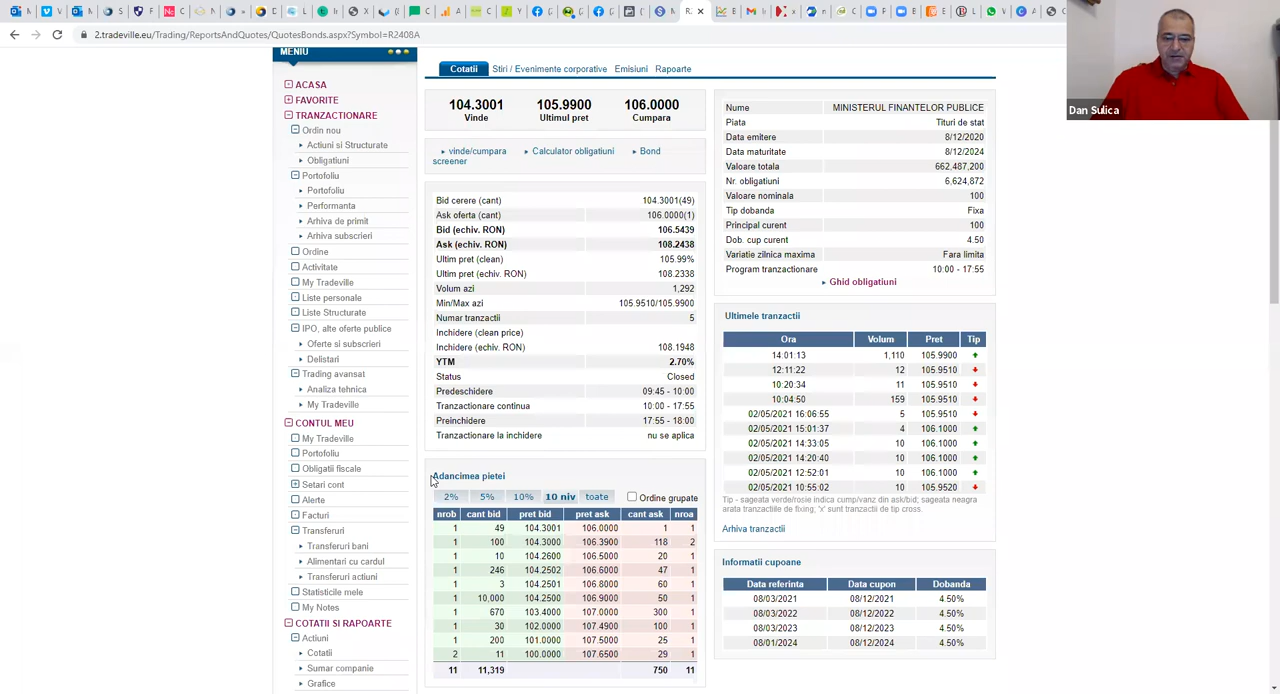 2.tradeville.eu/Trading/ReportsAndQuotes/QuotesBonds.aspx?Symbol=R2408A
Dan Sulica
MENIU
ACASA
FAVORITE
TRANZACTIONARE
Ordin nou
Actiuni si Structurate
Obligatiuni
Portofoliu
Portofoliu
Performanta
Arhiva de primit
Arhiva subscrieri
Ordine
Activitate
My Tradeville
Liste personale
Liste Structurate
IPO, alte oferte publice
Oferte si subscrieri
Delistari
Trading avansat
Analiza tehnica
My Tradeville
CONTUL MEU
My Tradeville
Portofoliu
Obligatii fiscale
Setari cont
Alerte
Facturi
Transferuri
Transferuri bani
Alimentari cu cardul
Transferuri actiuni
Statisticile mele
My Notes
COTATII SI RAPOARTE
Actiuni
Cotatii
Sumar companie
Grafice
Cotatii Stiri / Evenimente corporative Emisiuni Rapoarte
104.3001 105.9900 106.0000
Vinde Ultimul pret Cumpara
vinde/cumpara Calculator obligatiuni Bond
screener
Bid cerere (cant) 104.3001(49)
Ask oferta (cant) 106.0000(1)
Bid (echiv. RON) 106.5439
Ask (echiv. RON) 108.2438
Ultim pret (clean) 105.99%
Ultim pret (echiv. RON) 108.2338
Volum azi 1,292
Min/Max azi 105.9510/105.9900
Numar tranzactii 5
Inchidere (clean price)
Inchidere (echiv. RON) 108.1948
YTM 2.70%
Status Closed
Predeschidere 09:45 - 10:00
Tranzactionare continua 10:00 - 17:55
Preinchidere 17:55 - 18:00
Tranzactionare la inchidere nu se aplica
Adancimea pietei
2% 5% 10% 10 niv toate Ordine grupate
nrob cant bid pret bid pret ask cant ask nroa
1 49 104.3001 106.0000 1 1
1 100 104.3000 106.3900 118 2
1 10 104.2600 106.5000 20 1
1 246 104.2502 106.6000 47 1
1 3 104.2501 106.8000 60 1
1 10,000 104.2500 106.9000 50 1
1 670 103.4000 107.0000 300 1
1 30 102.0000 107.4900 100 1
1 200 101.0000 107.5000 25 1
2 11 100.0000 107.6500 29 1
11 11,319 750 11
Nume MINISTERUL FINANTELOR PUBLICE
Piata Titluri de stat
Data emitere 8/12/2020
Data maturitate 8/12/2024
Valoare totala 662,487,200
Nr. obligatiuni 6,624,872
Valoare nominala 100
Tip dobanda Fixa
Principal curent 100
Dob. cup curent 4.50
Variatie zilnica maxima Fara limita
Program tranzactionare 10:00 - 17:55
Ghid obligatiuni
Ultimele tranzactii
Ora Volum Pret Tip
14:01:13 1,110 105.9900
12:11:22 12 105.9510
10:20:34 11 105.9510
10:04:50 159 105.9510
02/05/2021 16:06:55 5 105.9510
02/05/2021 15:01:37 4 106.1000
02/05/2021 14:33:05 10 106.1000
02/05/2021 14:20:40 10 106.1000
02/05/2021 12:52:01 10 106.1000
02/05/2021 10:55:02 10 105.9520
Tip - sageata verde/rosie indica cump/vanz din ask/bid; sageata neagra
arata tranzactiile de fixing, 'x' sunt tranzactii de tip cross.
Arhiva tranzactii
Informatii cupoane
Data referinta Data cupon Dobanda
08/03/2021 08/12/2021 4.50%
08/03/2022 08/12/2022 4.50%
08/03/2023 08/12/2023 4.50%
08/01/2024 08/12/2024 4.50%